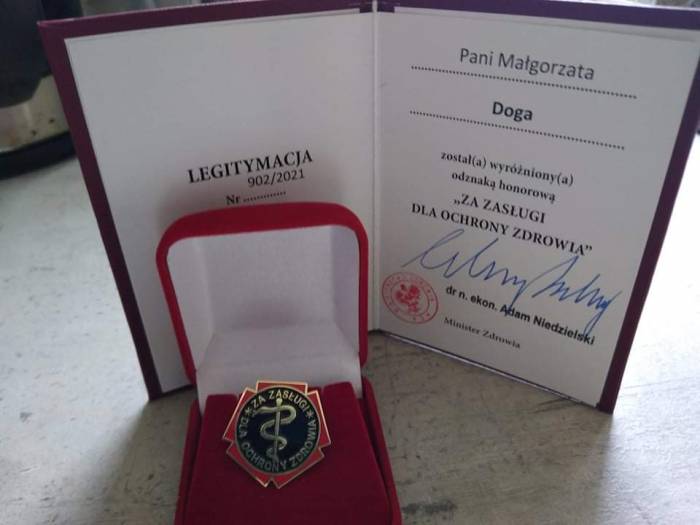 LEGITYMACJA
902/2021
Nr .............
Pani Małgorzata
Doga
został(a) wyróżniony(a)
odznaką honorową
„ZA ZASŁUGI
DLA OCHRONY ZDROWIA”
dr n. ekon. Adam Niedzielski
Minister Zdrowia
ZA ZASŁUGI
DLA OCHRONY ZDROWIA